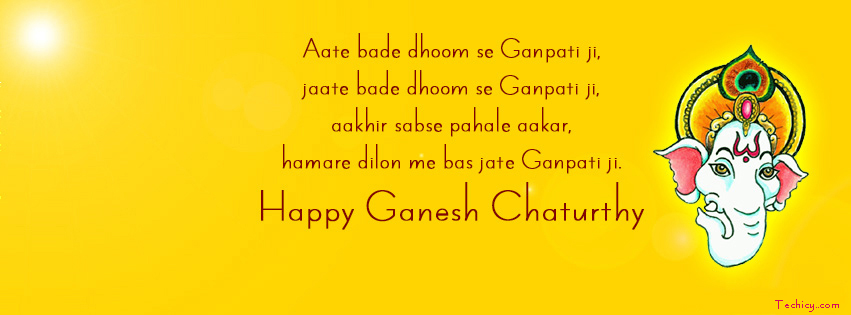 Aate bade dhoom se Ganpati ji,
jaate bade dhoom se Ganpati ji,
aakhir sabse pahale aakar,
hamare dilon me bas jate Ganpati ji.
Happy Ganesh Chaturthy
Techicy..com